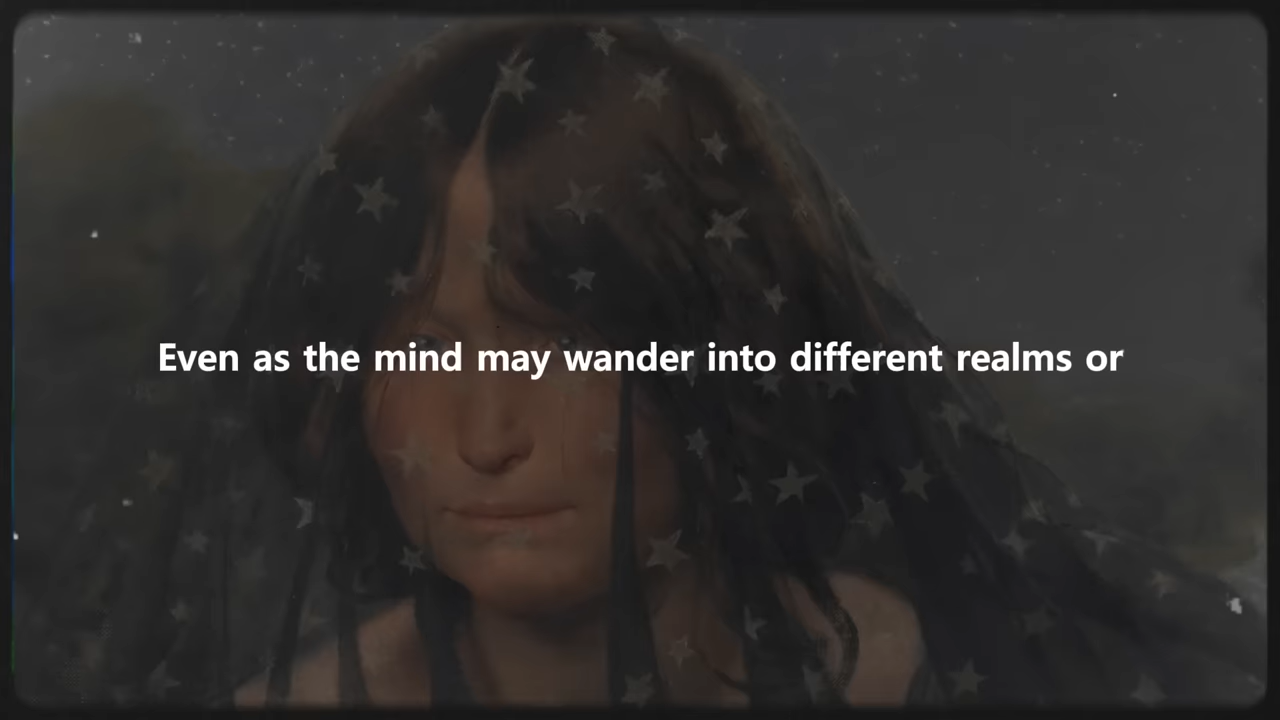 Even as the mind may wander into different realms or